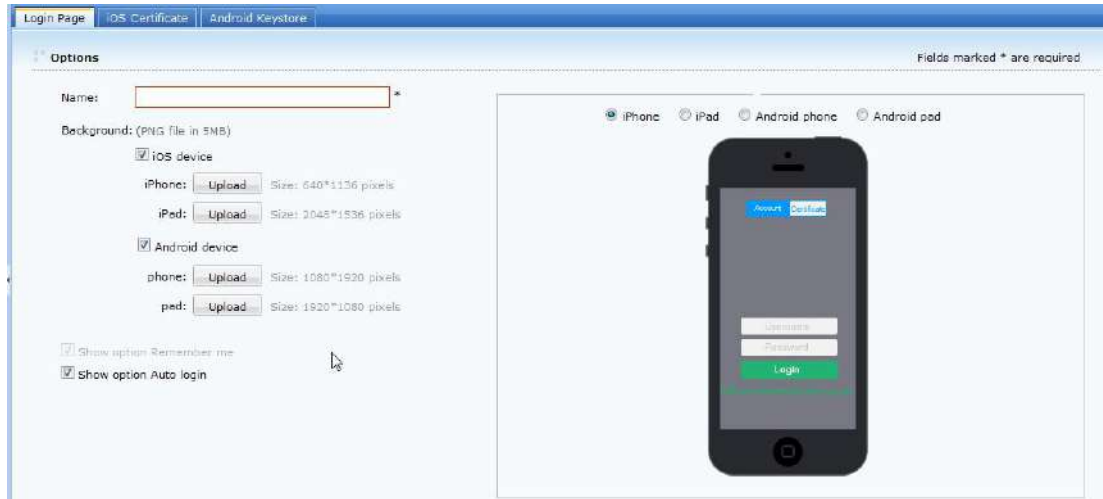 Login Page iOS Certificate Android Keystore
Options Fields marked * are required
Name: *
Background: (PNG file in 5MB)
iOS device
iPhone: Upload Size: 640*1136 pixels
iPad: Upload Size: 2048*1536 pixels
Android device
phone: Upload Size: 1080*1920 pixels
pad: Upload Size: 1920*1080 pixels
Show option Remember me
Show option Auto login
iPhone iPad Android phone Android pad
Account Certificate
Username
Password
Login